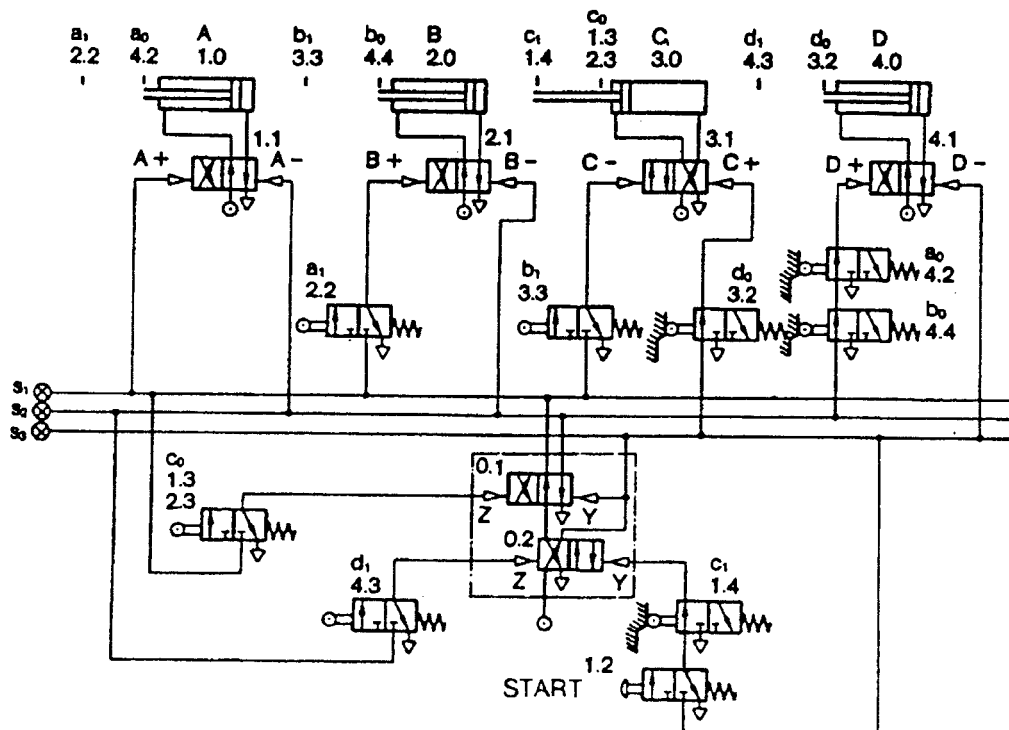 a₁ 2.2
a₀ 4.2
A 1.0
b₁ 3.3
b₀ 4.4
B 2.0
c₁ 1.4
c₀ 1.3 2.3
C 3.0
d₁ 4.3
d₀ 3.2
D 4.0
1.1
2.1
3.1
4.1
A+
A-
B+
B-
C-
C+
D+
D-
a₁ 2.2
b₁ 3.3
d₀ 3.2
a₀ 4.2
b₀ 4.4
s₁
s₂
s₃
c₀ 1.3 2.3
0.1
Z
Y
0.2
Z
Y
d₁ 4.3
c₁ 1.4
START
1.2